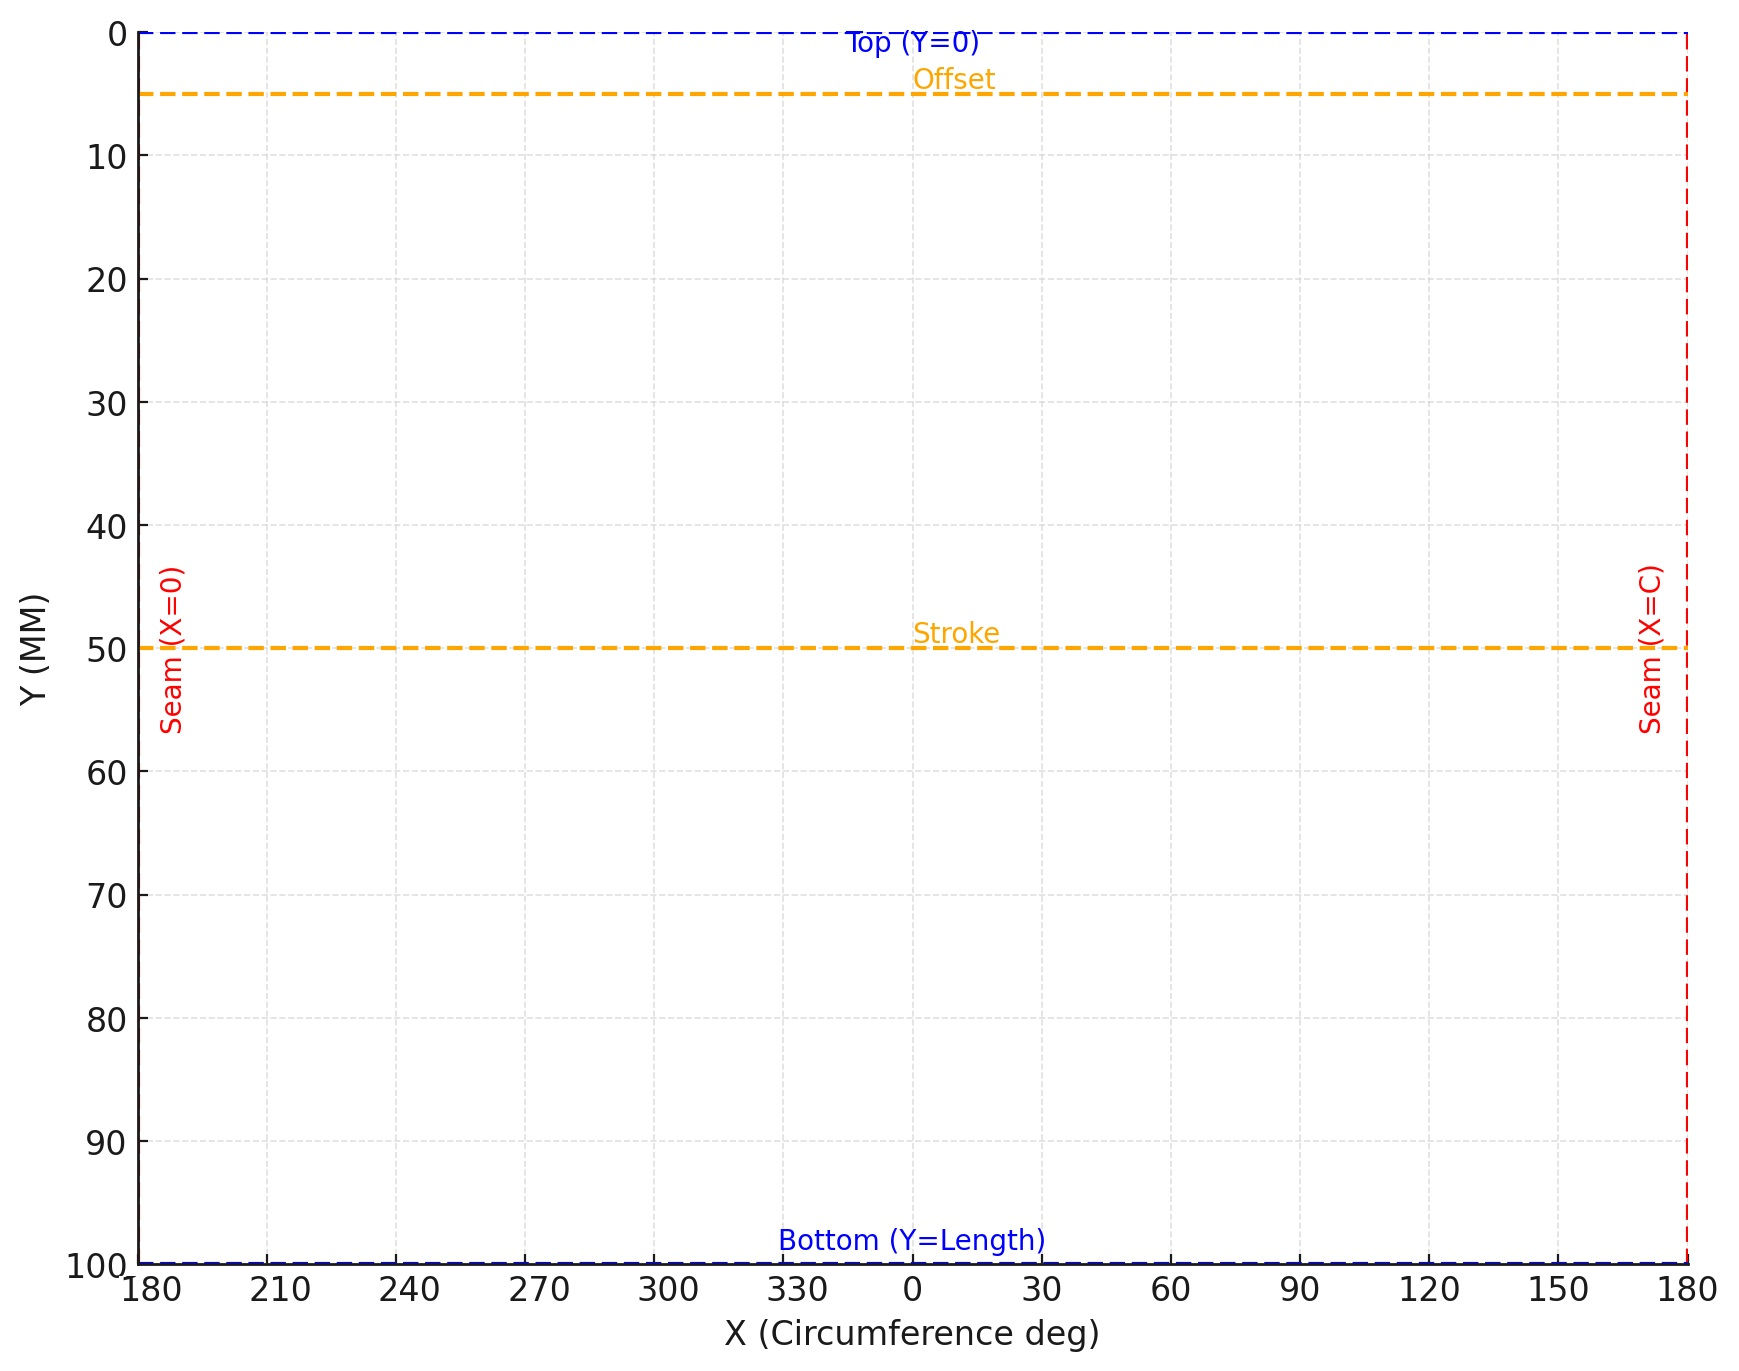 0
Top (Y=0)
Offset
10
20
30
40
Seam (X=0)
Seam (X=C)
Y (MM)
Stroke
50
60
70
80
90
Bottom (Y=Length)
100
180 210 240 270 300 330 0 30 60 90 120 150 180
X (Circumference deg)